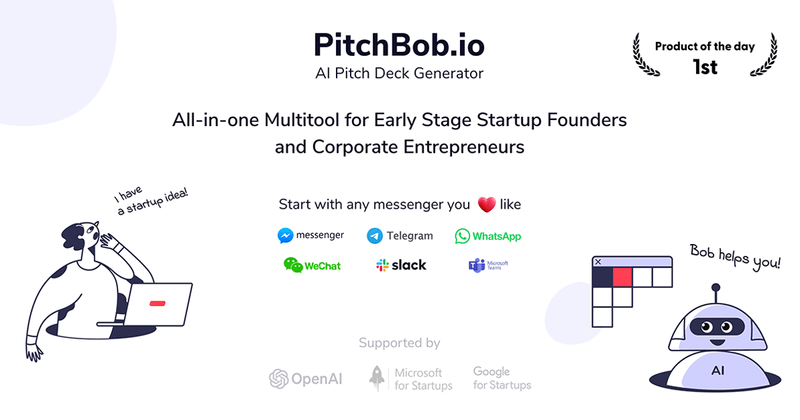 PitchBob.io
AI Pitch Deck Generator
Product of the day
1st
All-in-one Multitool for Early Stage Startup Founders
and Corporate Entrepreneurs
I have
a startup idea!
Start with any messenger you like
messenger
Telegram
WhatsApp
WeChat
slack
Microsoft
Teams
Bob helps you!
AI
Supported by
OpenAI
Microsoft
for Startups
Google
for Startups